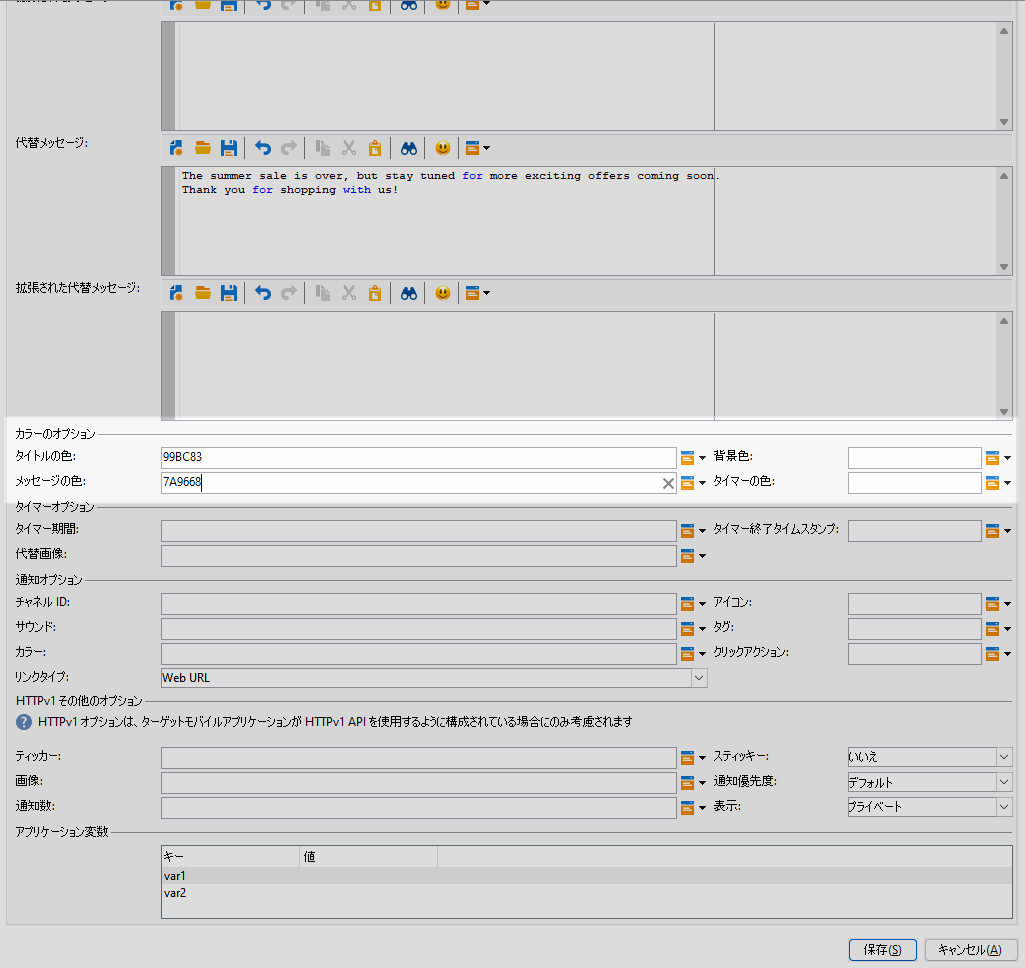 代替メッセージ:
The summer sale is over, but stay tuned for more exciting offers coming soon.
Thank you for shopping with us!
拡張された代替メッセージ:
カラーのオプション
タイトルの色: 99BC83 背景色:
メッセージの色: 7A9668 タイマーの色:
タイマーオプション
タイマー期間: タイマー終了タイムスタンプ:
代替画像:
通知オプション
チャネル ID: アイコン:
サウンド: タグ:
カラー: クリックアクション:
リンクタイプ: Web URL
HTTPv1 その他のオプション
HTTPv1 オプションは、ターゲットモバイルアプリケーションが HTTPv1 API を使用するように構成されている場合にのみ考慮されます
ティッカー: スティッキー: いいえ
画像: 通知優先度: デフォルト
通知数: 表示: プライベート
アプリケーション変数
キー 値
var1
var2
保存(S) キャンセル(A)